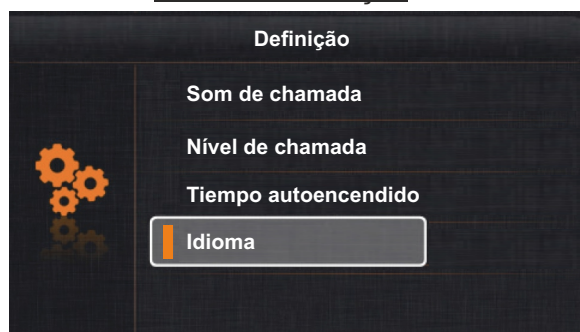 Definição
Som de chamada
Nível de chamada
Tiempo autoencendido
Idioma